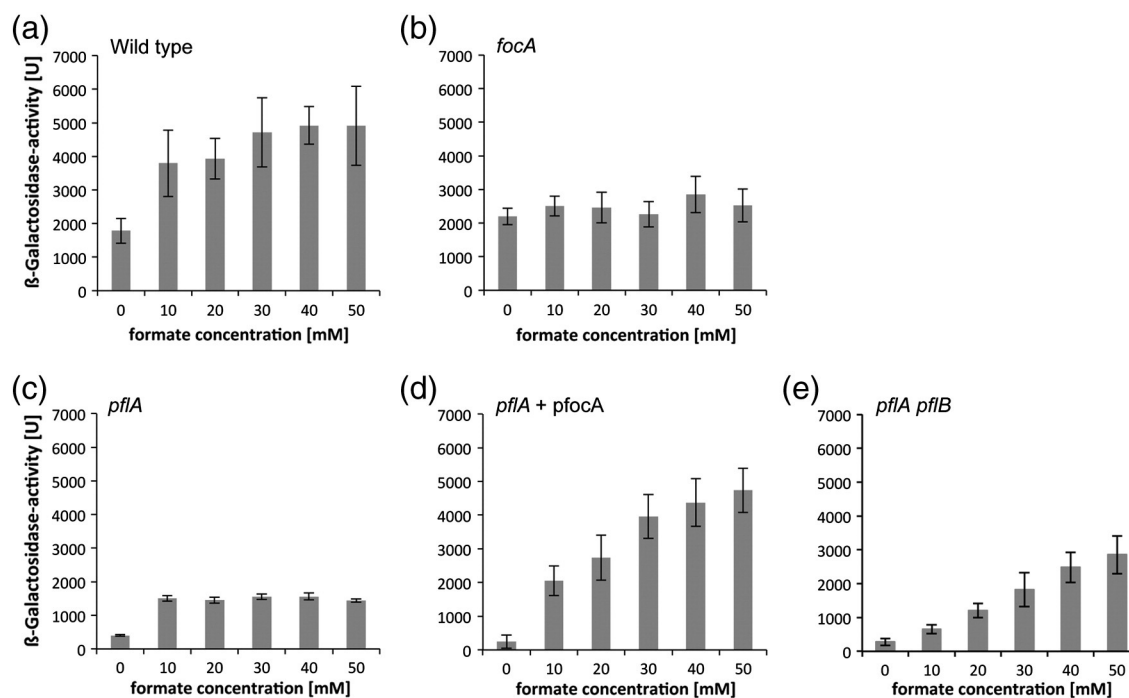 (a)
Wild type
ß-Galactosidase-activity [U]
7000
6000
5000
4000
3000
2000
1000
0
0 10 20 30 40 50
formate concentration [mM]
(b)
focA
7000
6000
5000
4000
3000
2000
1000
0
0 10 20 30 40 50
formate concentration [mM]
(c)
pflA
ß-Galactosidase-activity [U]
7000
6000
5000
4000
3000
2000
1000
0
0 10 20 30 40 50
formate concentration [mM]
(d)
pflA + pfocA
7000
6000
5000
4000
3000
2000
1000
0
0 10 20 30 40 50
formate concentration [mM]
(e)
pflA pflB
7000
6000
5000
4000
3000
2000
1000
0
0 10 20 30 40 50
formate concentration [mM]